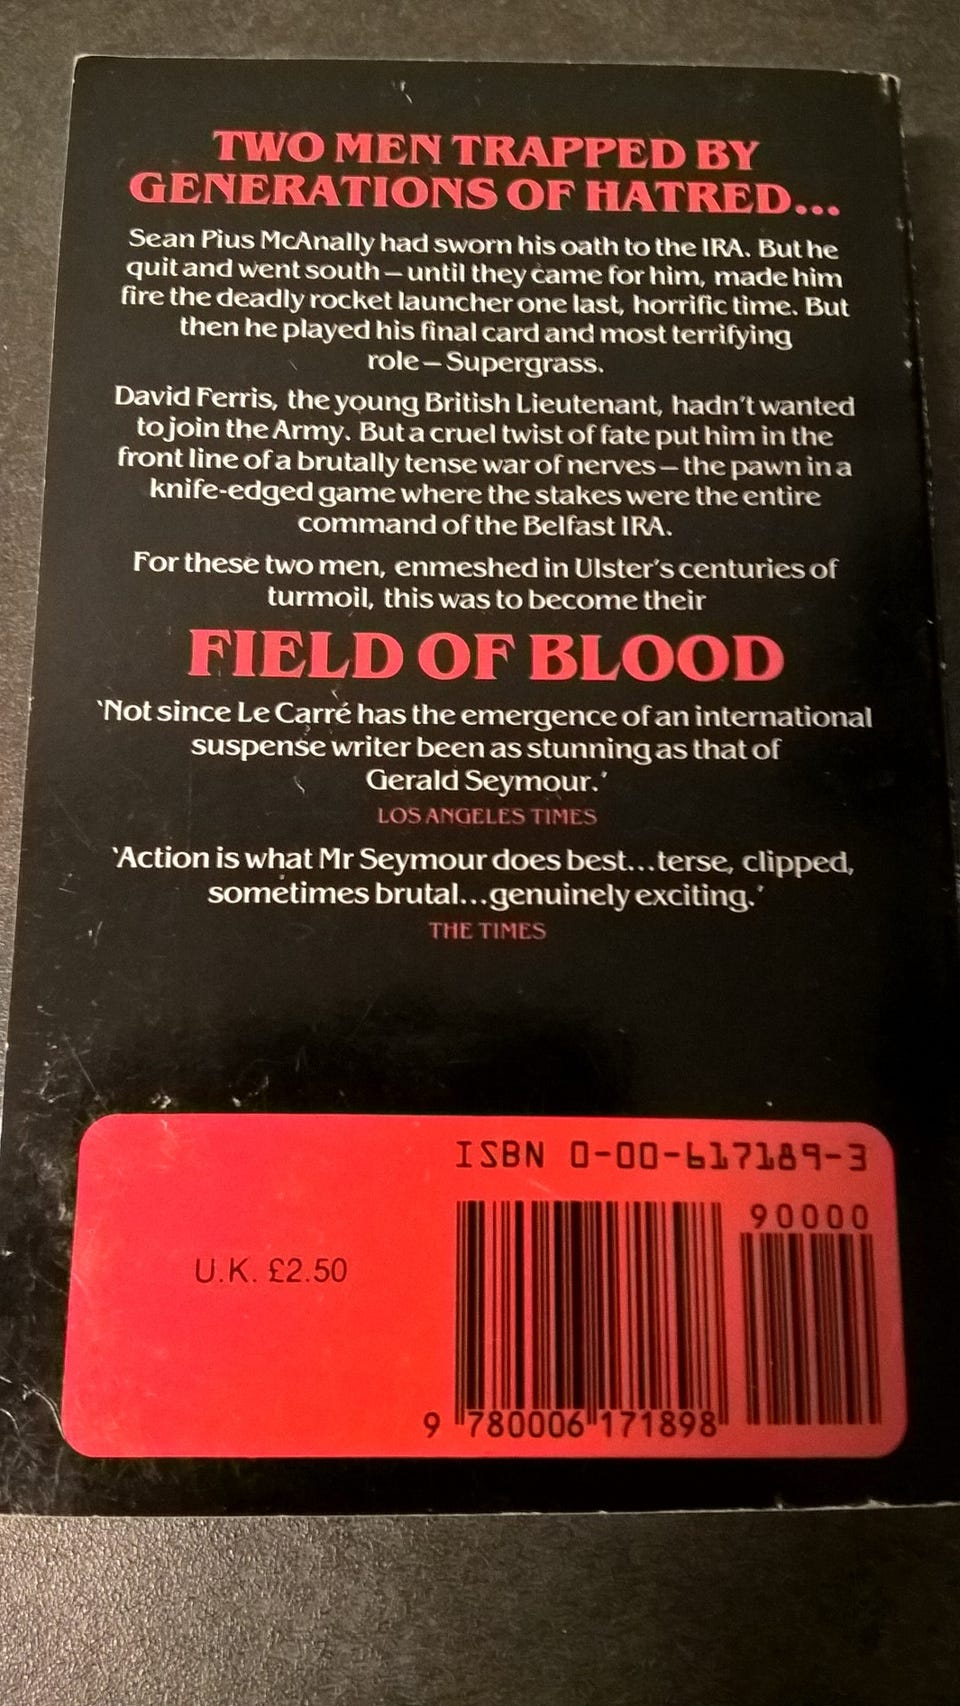 TWO MEN TRAPPED BY
GENERATIONS OF HATRED...
Sean Pius McAnally had sworn his oath to the IRA. But he
quit and went south – until they came for him, made him
fire the deadly rocket launcher one last, horrific time. But
then he played his final card and most terrifying
role – Supergrass.
David Ferris, the young British Lieutenant, hadn't wanted
to join the Army. But a cruel twist of fate put him in the
front line of a brutally tense war of nerves – the pawn in a
knife-edged game where the stakes were the entire
command of the Belfast IRA.
For these two men, enmeshed in Ulster's centuries of
turmoil, this was to become their
FIELD OF BLOOD
'Not since Le Carré has the emergence of an international
suspense writer been as stunning as that of
Gerald Seymour.'
LOS ANGELES TIMES
'Action is what Mr Seymour does best...terse, clipped,
sometimes brutal...genuinely exciting.'
THE TIMES
ISBN 0-00-617189-3
90000
U.K. £2.50
9 780006 171898